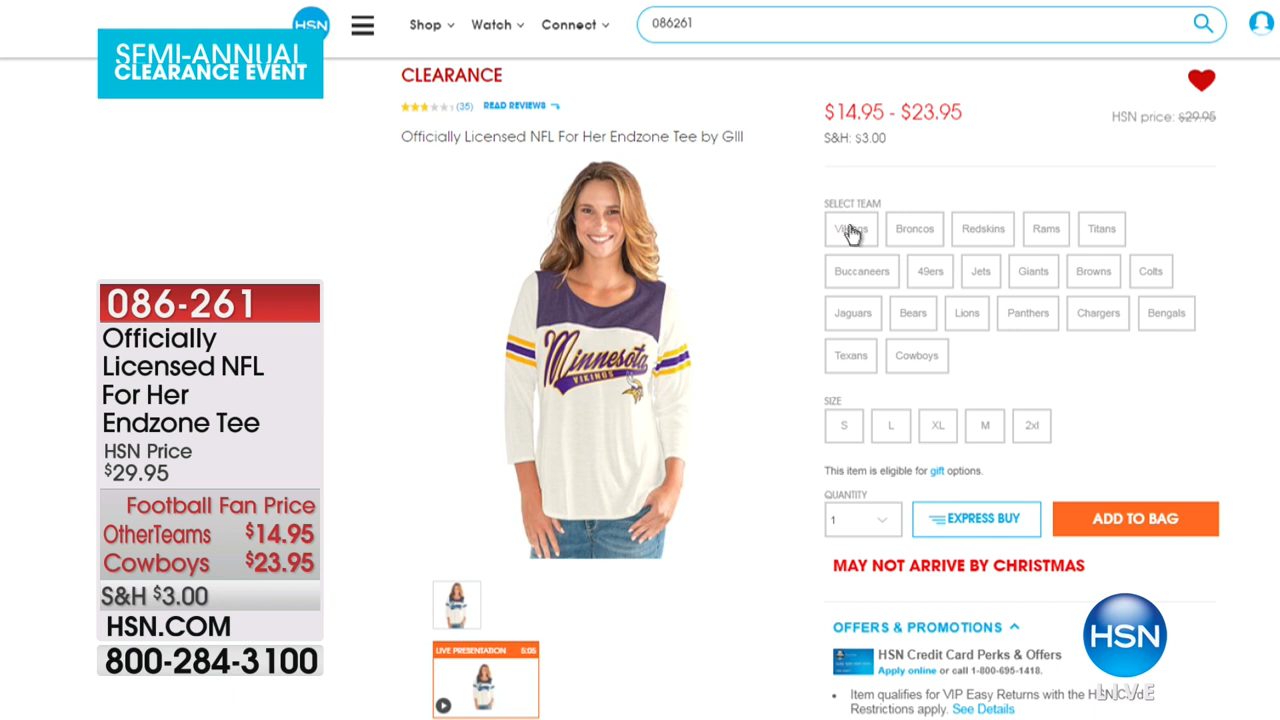 HSN
Shop
Watch
Connect
086261
SEMI-ANNUAL
CLEARANCE EVENT
CLEARANCE
(35) READ REVIEWS
Officially Licensed NFL For Her Endzone Tee by GIII
$14.95 - $23.95
HSN price: $29.95
S&H: $3.00
SELECT TEAM
Vikings
Broncos
Redskins
Rams
Titans
Buccaneers
49ers
Jets
Giants
Browns
Colts
Jaguars
Bears
Lions
Panthers
Chargers
Bengals
Texans
Cowboys
SIZE
S
L
XL
M
2xl
This item is eligible for gift options.
QUANTITY
1
EXPRESS BUY
ADD TO BAG
MAY NOT ARRIVE BY CHRISTMAS
OFFERS & PROMOTIONS
HSN Credit Card Perks & Offers
Apply online or call 1-800-695-1418.
• Item qualifies for VIP Easy Returns with the HSN Card
Restrictions apply. See Details
Minnesota
VIKINGS
LIVE PRESENTATION 5:05
086-261
Officially
Licensed NFL
For Her
Endzone Tee
HSN Price
$29.95
Football Fan Price
OtherTeams $14.95
Cowboys $23.95
S&H $3.00
HSN.COM
800-284-3100
HSN
LIVE